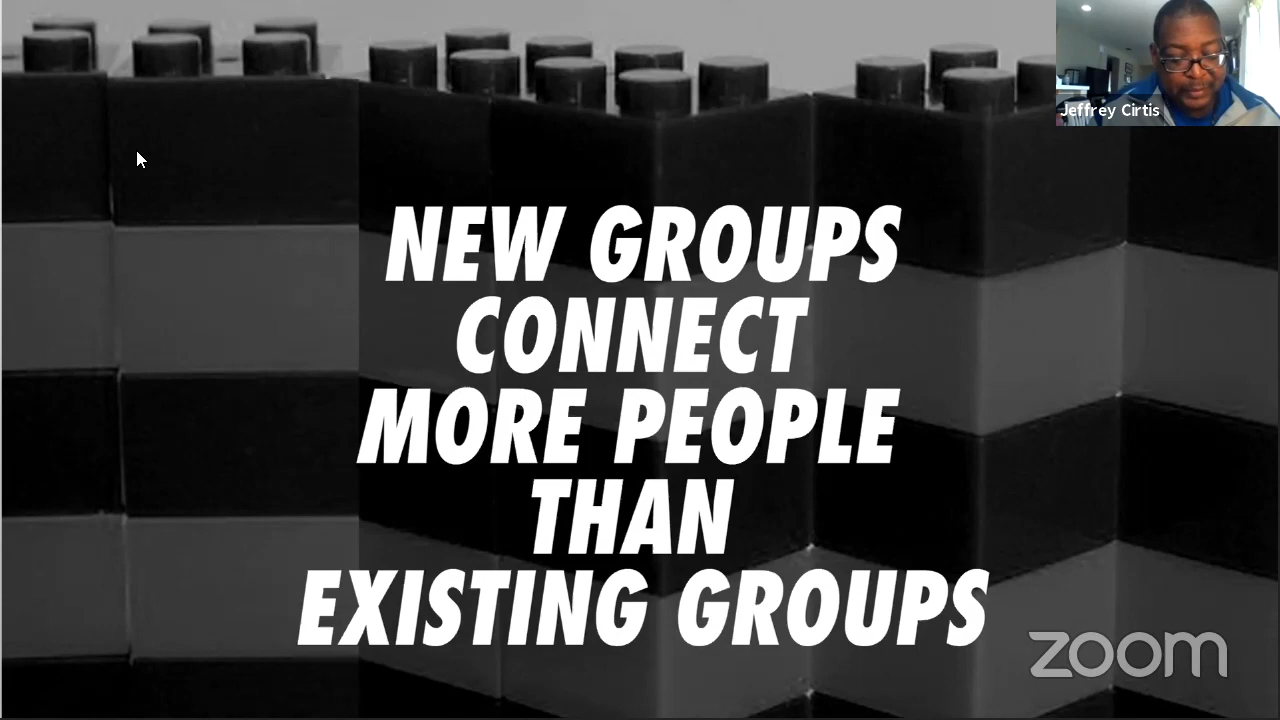 Jeffrey Cirtis
NEW GROUPS
CONNECT
MORE PEOPLE
THAN
EXISTING GROUPS
zoom